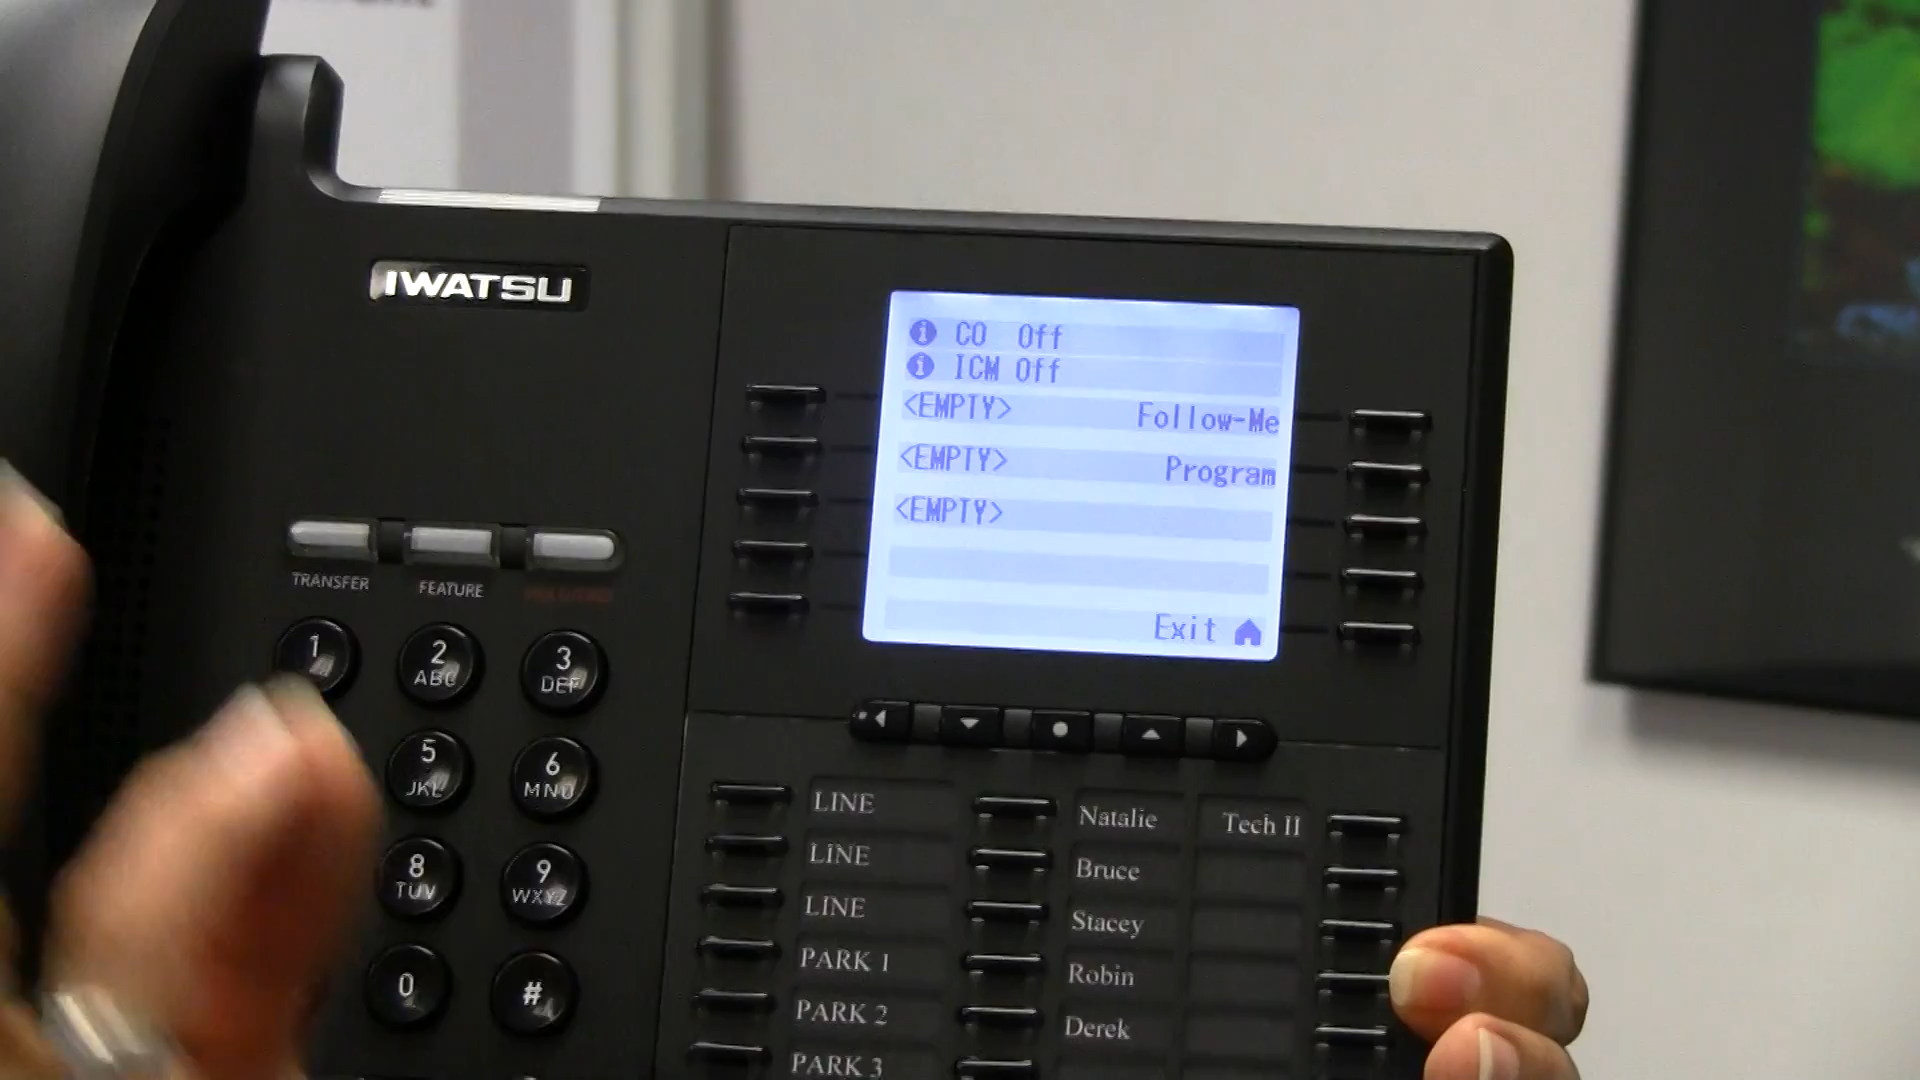 IWATSU
CO Off
ICM Off
<EMPTY> Follow-Me
<EMPTY> Program
<EMPTY>
Exit
TRANSFER
FEATURE
1
2 ABC
3 DEF
5 JKL
6 MNO
8 TUV
9 WXYZ
0
#
LINE Natalie Tech II
LINE Bruce
LINE Stacey
PARK 1 Robin
PARK 2 Derek
PARK 3